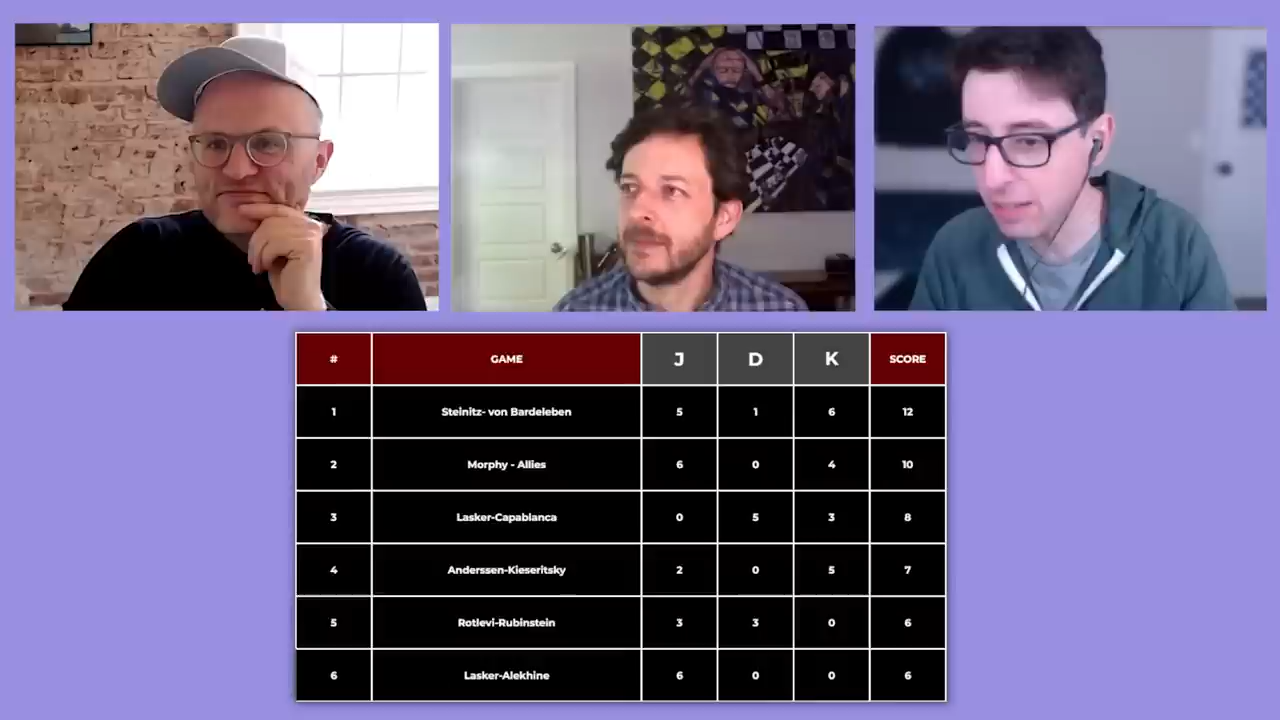 # GAME J D K SCORE
1 Steinitz- von Bardeleben 5 1 6 12
2 Morphy - Allies 6 0 4 10
3 Lasker-Capablanca 0 5 3 8
4 Anderssen-Kieseritsky 2 0 5 7
5 Rotlevi-Rubinstein 3 3 0 6
6 Lasker-Alekhine 6 0 0 6